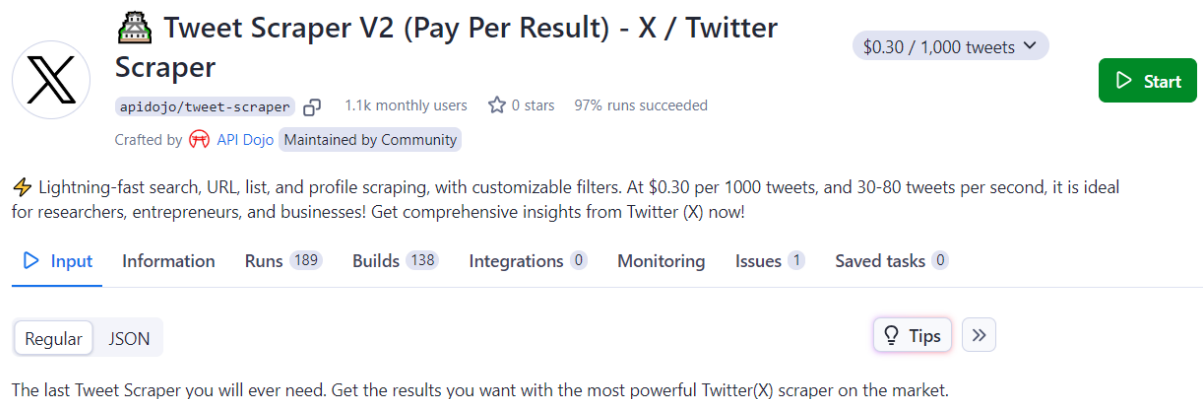 Tweet Scraper V2 (Pay Per Result) - X / Twitter
Scraper
$0.30 / 1,000 tweets
Start
apidojo/tweet-scraper 1.1k monthly users 0 stars 97% runs succeeded
Crafted by API Dojo Maintained by Community
Lightning-fast search, URL, list, and profile scraping, with customizable filters. At $0.30 per 1000 tweets, and 30-80 tweets per second, it is ideal
for researchers, entrepreneurs, and businesses! Get comprehensive insights from Twitter (X) now!
Input Information Runs 189 Builds 138 Integrations 0 Monitoring Issues 1 Saved tasks 0
Regular JSON Tips
The last Tweet Scraper you will ever need. Get the results you want with the most powerful Twitter(X) scraper on the market.